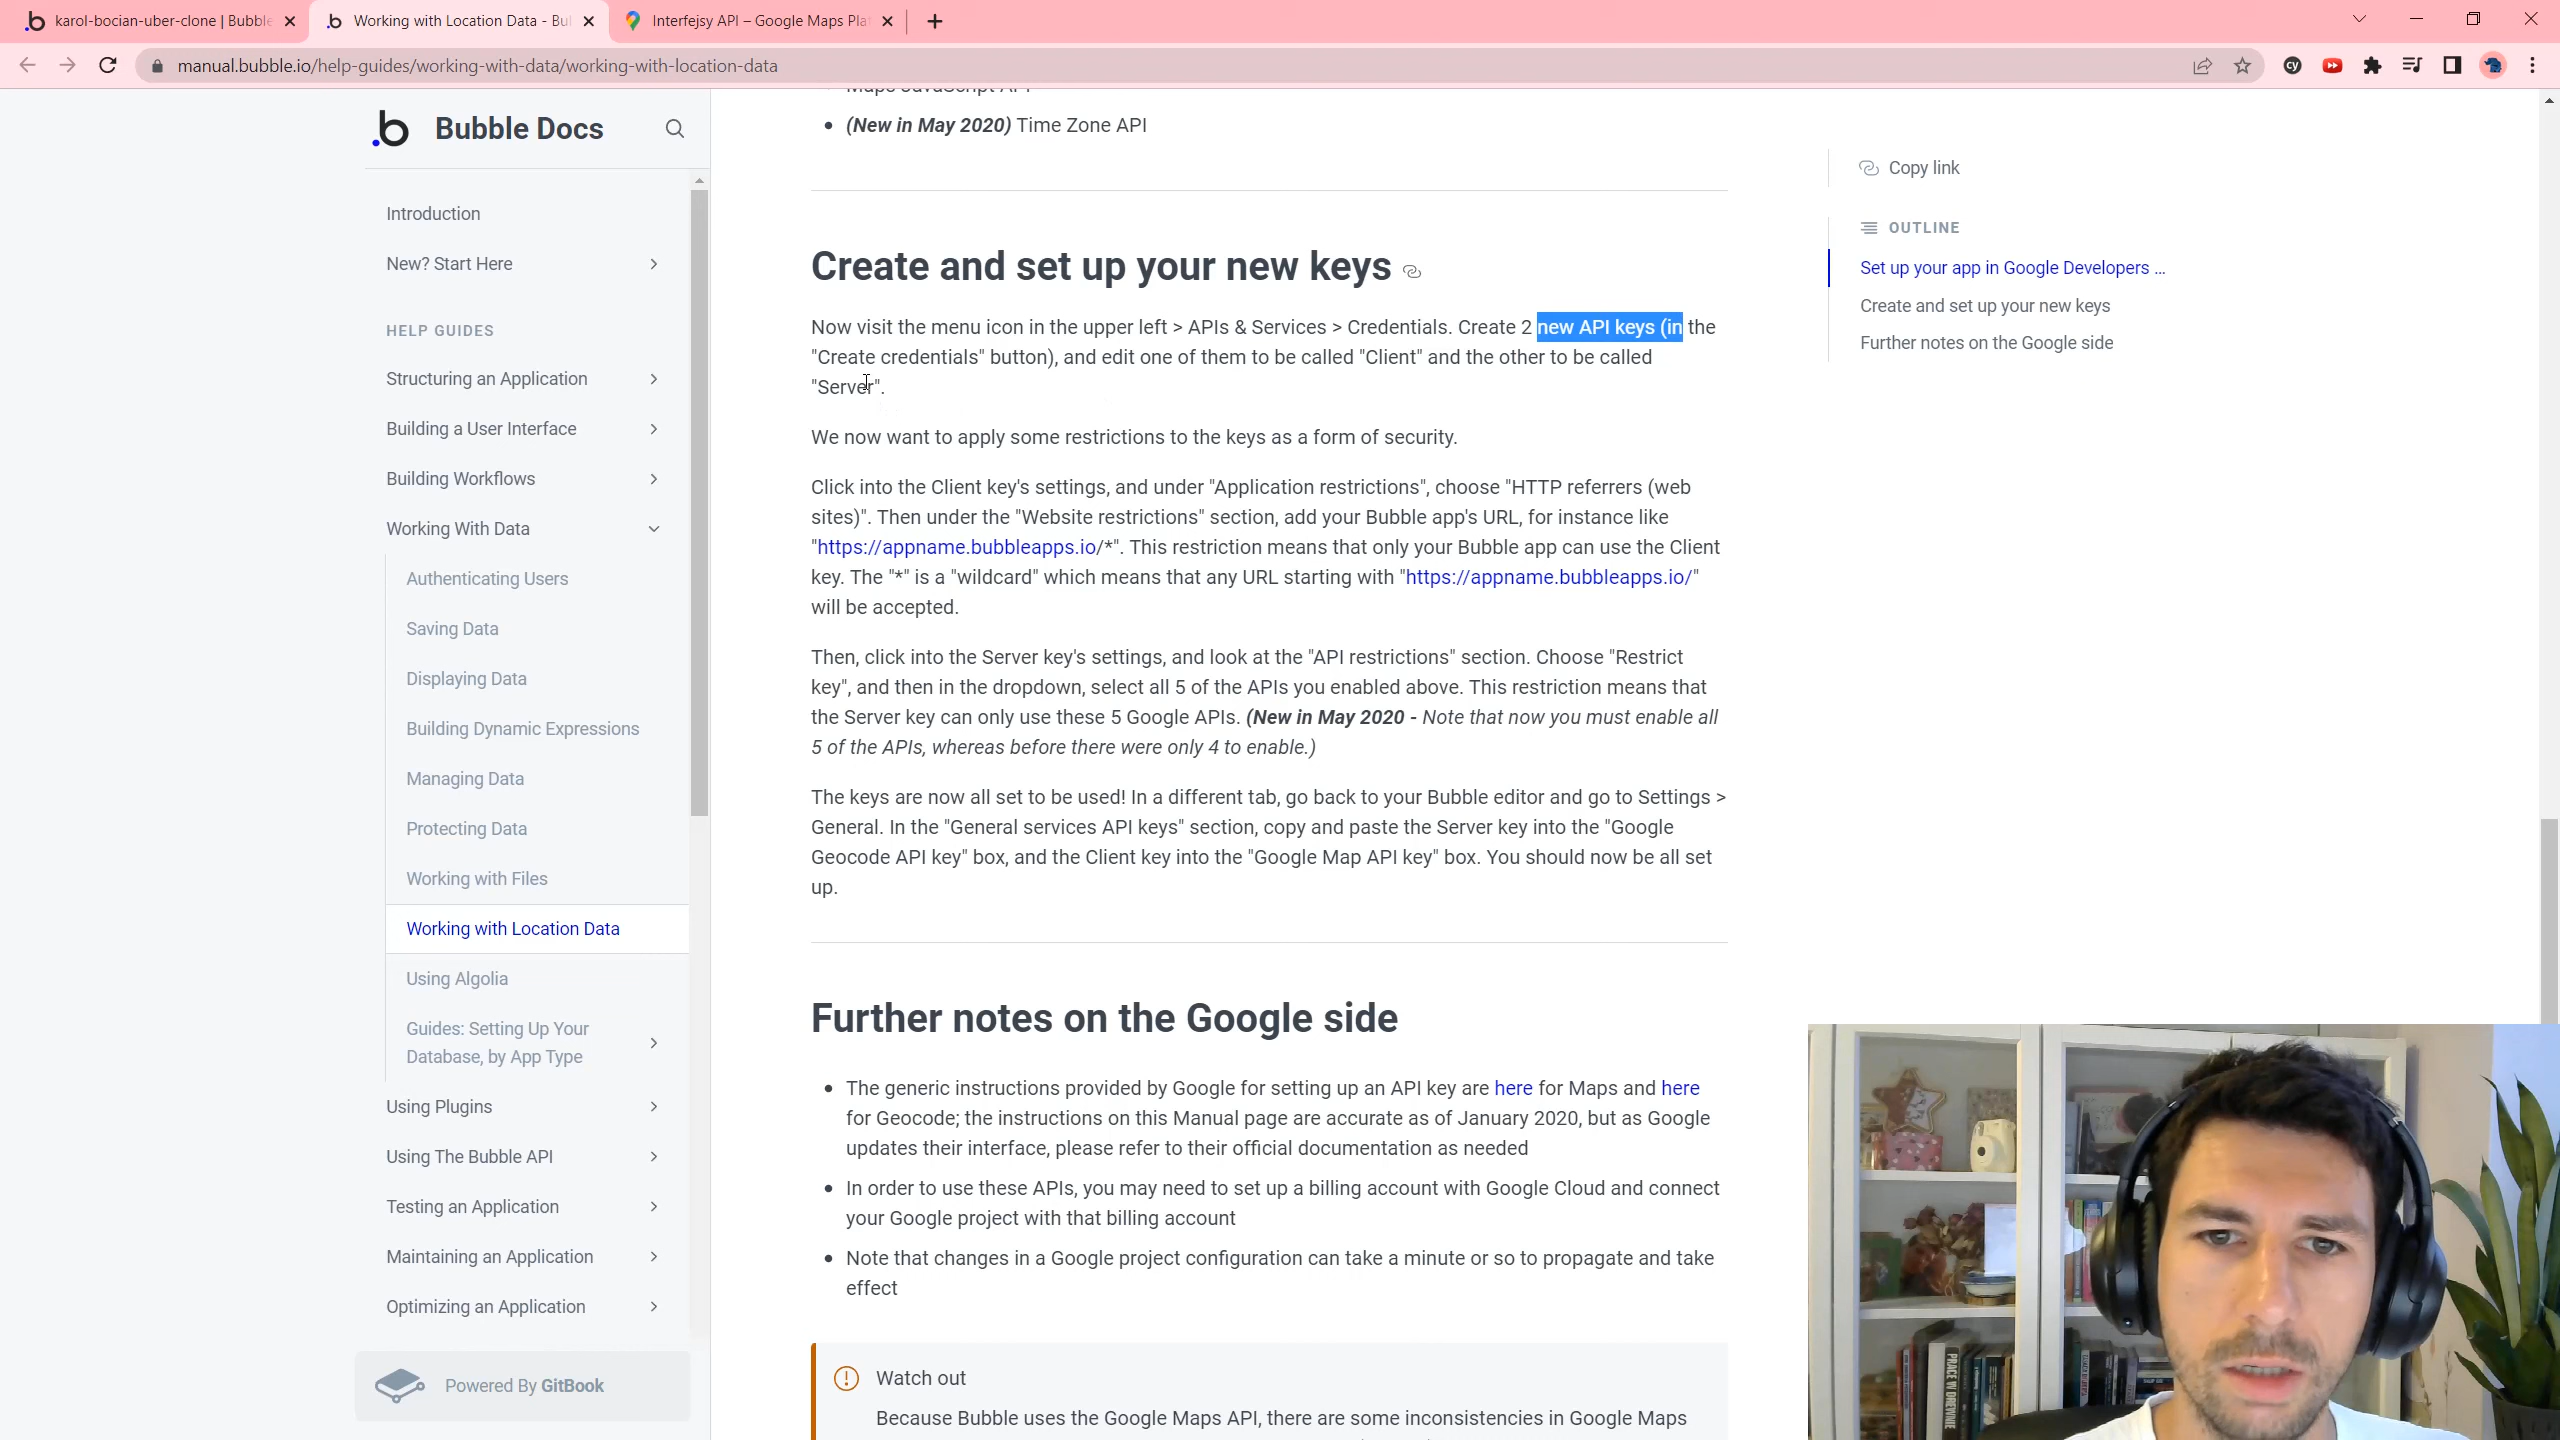 karol-bocian-uber-clone | Bubble
Working with Location Data - Bu
Interfejsy API – Google Maps Pla
manual.bubble.io/help-guides/working-with-data/working-with-location-data
Bubble Docs
Introduction
New? Start Here
HELP GUIDES
Structuring an Application
Building a User Interface
Building Workflows
Working With Data
Authenticating Users
Saving Data
Displaying Data
Building Dynamic Expressions
Managing Data
Protecting Data
Working with Files
Working with Location Data
Using Algolia
Guides: Setting Up Your
Database, by App Type
Using Plugins
Using The Bubble API
Testing an Application
Maintaining an Application
Optimizing an Application
Powered By GitBook
Maps JavaScript API
(New in May 2020) Time Zone API
Create and set up your new keys
Now visit the menu icon in the upper left > APIs & Services > Credentials. Create 2 new API keys (in the
"Create credentials" button), and edit one of them to be called "Client" and the other to be called
"Server".
We now want to apply some restrictions to the keys as a form of security.
Click into the Client key's settings, and under "Application restrictions", choose "HTTP referrers (web
sites)". Then under the "Website restrictions" section, add your Bubble app's URL, for instance like
"https://appname.bubbleapps.io/*". This restriction means that only your Bubble app can use the Client
key. The "*" is a "wildcard" which means that any URL starting with "https://appname.bubbleapps.io/"
will be accepted.
Then, click into the Server key's settings, and look at the "API restrictions" section. Choose "Restrict
key", and then in the dropdown, select all 5 of the APIs you enabled above. This restriction means that
the Server key can only use these 5 Google APIs. (New in May 2020 - Note that now you must enable all
5 of the APIs, whereas before there were only 4 to enable.)
The keys are now all set to be used! In a different tab, go back to your Bubble editor and go to Settings >
General. In the "General services API keys" section, copy and paste the Server key into the "Google
Geocode API key" box, and the Client key into the "Google Map API key" box. You should now be all set
up.
Further notes on the Google side
The generic instructions provided by Google for setting up an API key are here for Maps and here
for Geocode; the instructions on this Manual page are accurate as of January 2020, but as Google
updates their interface, please refer to their official documentation as needed
In order to use these APIs, you may need to set up a billing account with Google Cloud and connect
your Google project with that billing account
Note that changes in a Google project configuration can take a minute or so to propagate and take
effect
Watch out
Because Bubble uses the Google Maps API, there are some inconsistencies in Google Maps
Copy link
OUTLINE
Set up your app in Google Developers ...
Create and set up your new keys
Further notes on the Google side
PRACE W DREWNIE